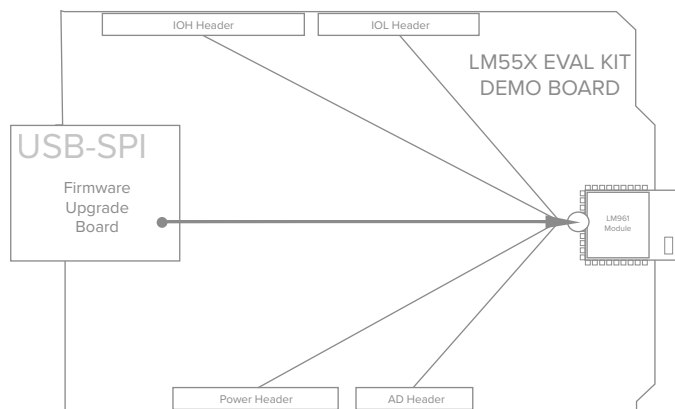 IOH Header
IOL Header
LM55X EVAL KIT
DEMO BOARD
USB-SPI
Firmware
Upgrade
Board
LM961
Module
Power Header
AD Header